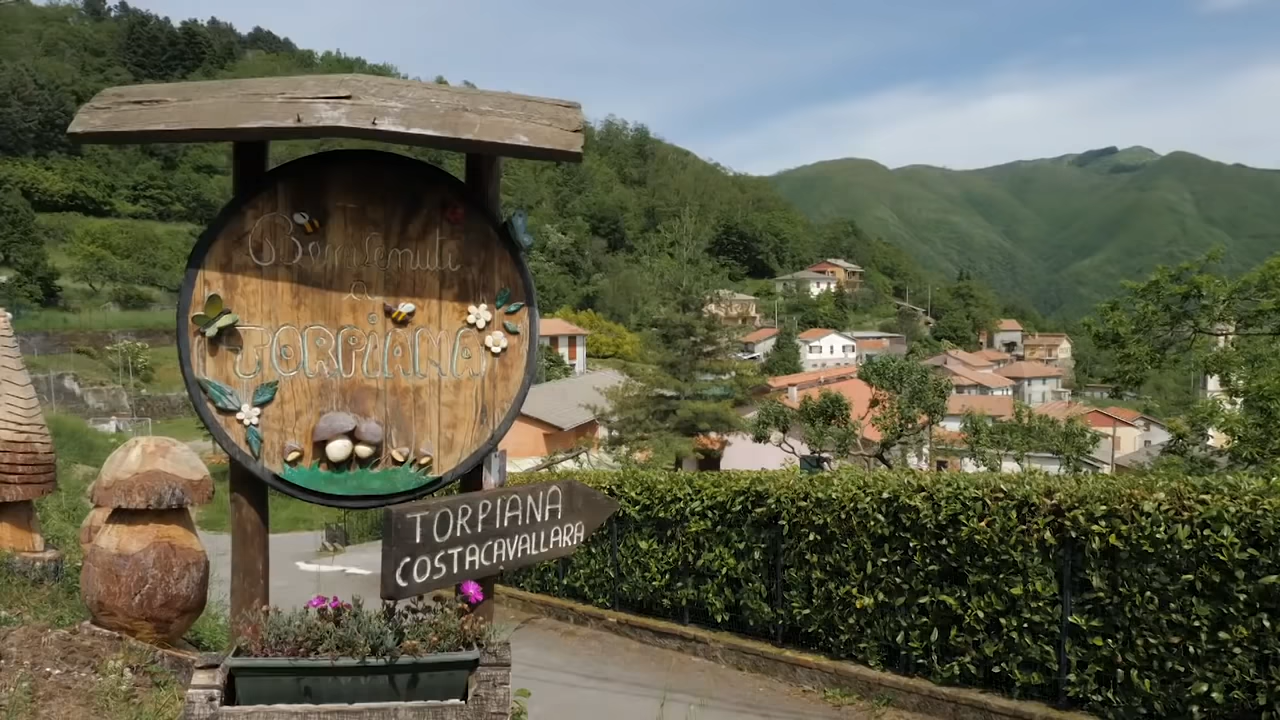 Benvenuti
a
TORPIANA
TORPIANA
COSTACAVALLARA